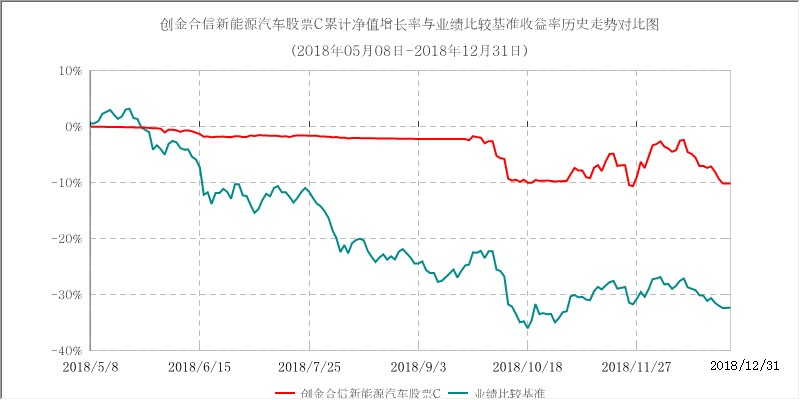 创金合信新能源汽车股票C累计净值增长率与业绩比较基准收益率历史走势对比图
(2018年05月08日-2018年12月31日)
10%
0%
-10%
-20%
-30%
-40%
2018/5/8 2018/6/15 2018/7/25 2018/9/3 2018/10/18 2018/11/27 2018/12/31
创金合信新能源汽车股票C 业绩比较基准